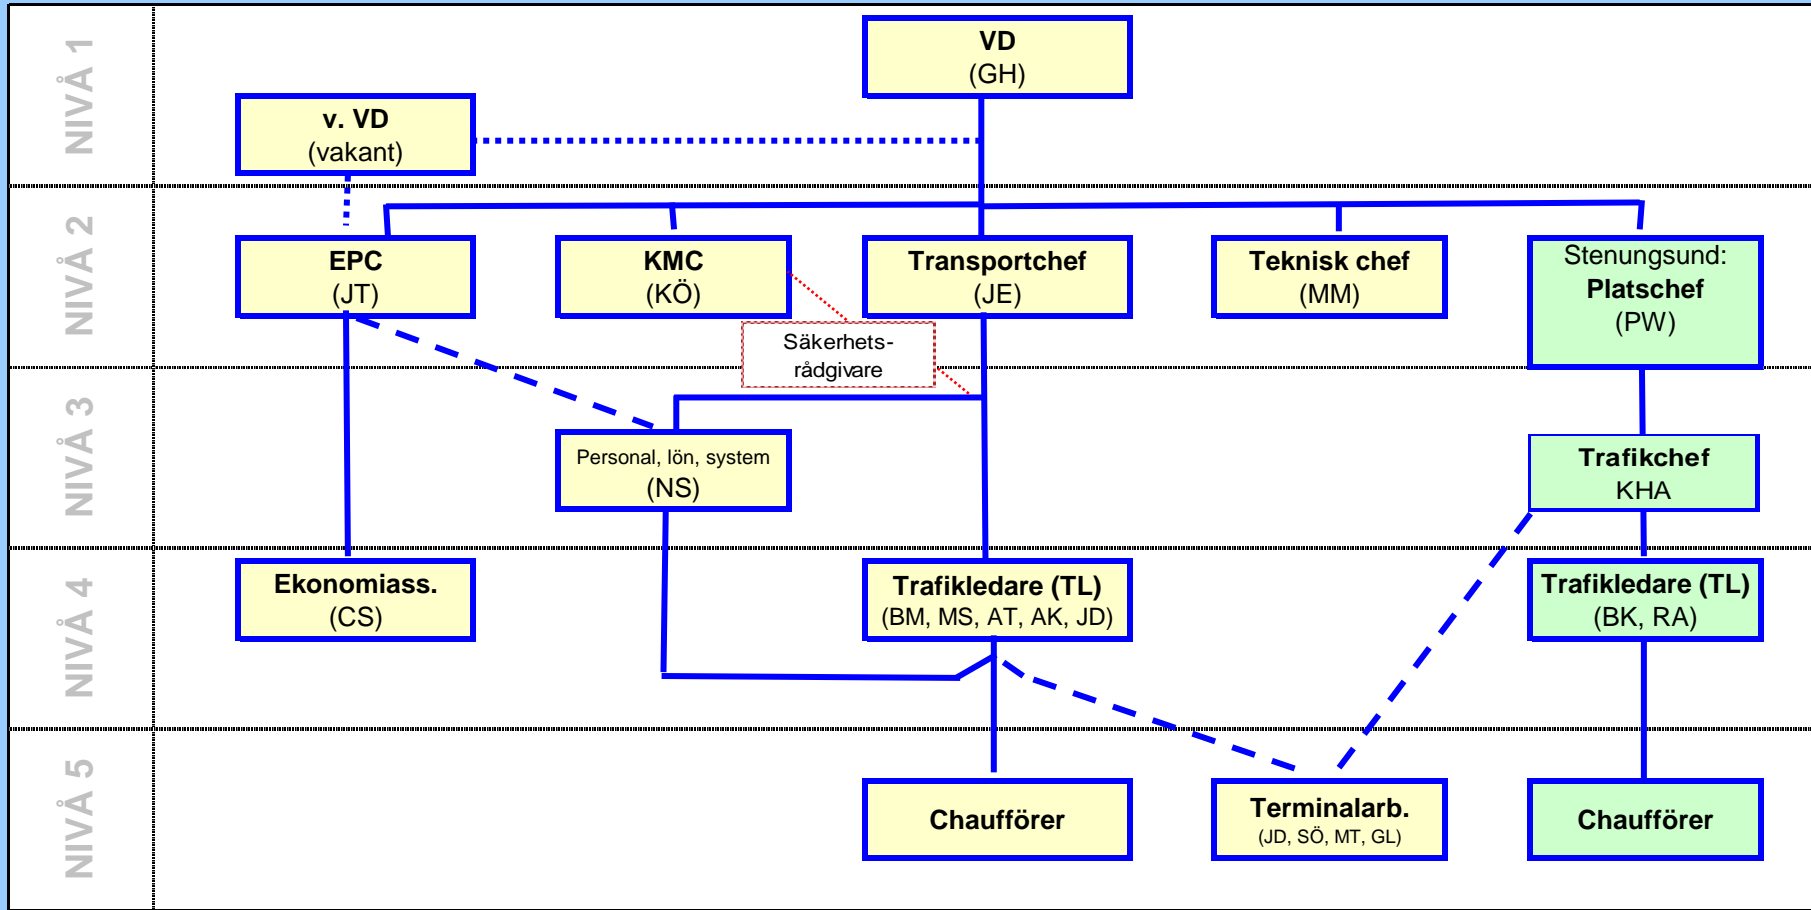 NIVÅ 1
VD
(GH)
v. VD
(vakant)
NIVÅ 2
EPC
(JT)
KMC
(KÖ)
Transportchef
(JE)
Teknisk chef
(MM)
Stenungsund:
Platschef
(PW)
Säkerhets-
rådgivare
NIVÅ 3
Personal, lön, system
(NS)
Trafikchef
KHA
NIVÅ 4
Ekonomiass.
(CS)
Trafikledare (TL)
(BM, MS, AT, AK, JD)
Trafikledare (TL)
(BK, RA)
NIVÅ 5
Chaufförer
Terminalarb.
(JD, SÖ, MT, GL)
Chaufförer